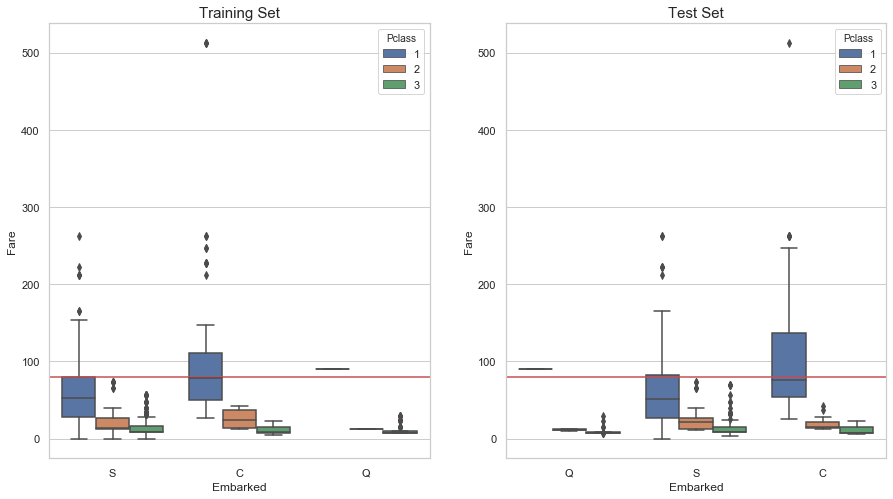 Training Set
Pclass
1
2
3
500
400
300
200
100
0
Fare
S
C
Q
Embarked
Test Set
Pclass
1
2
3
500
400
300
200
100
0
Fare
Q
S
C
Embarked